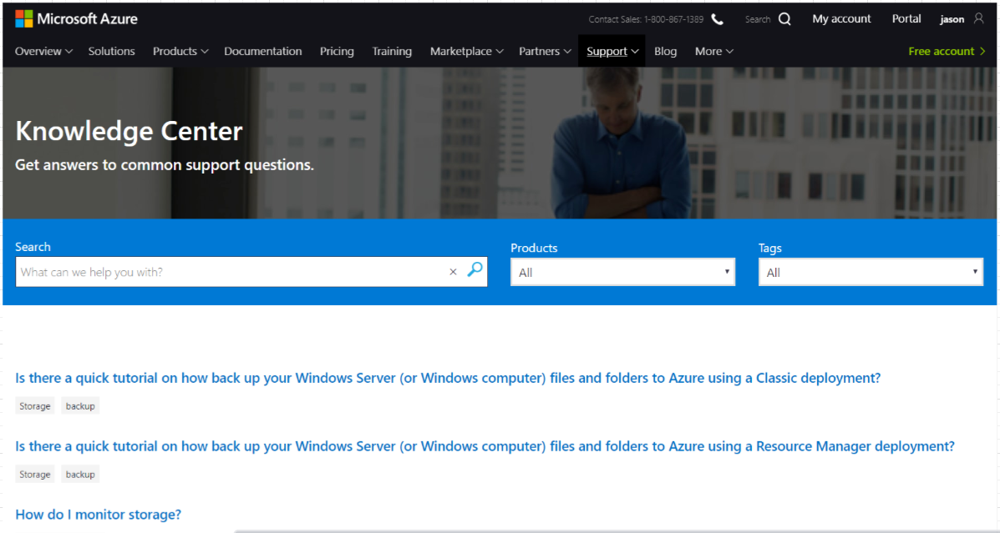 Microsoft Azure
Contact Sales: 1-800-867-1389
Search
My account
Portal
jason
Overview
Solutions
Products
Documentation
Pricing
Training
Marketplace
Partners
Support
Blog
More
Free account
Knowledge Center
Get answers to common support questions.
Search
Products
Tags
What can we help you with?
All
All
Is there a quick tutorial on how back up your Windows Server (or Windows computer) files and folders to Azure using a Classic deployment?
Storage
backup
Is there a quick tutorial on how back up your Windows Server (or Windows computer) files and folders to Azure using a Resource Manager deployment?
Storage
backup
How do I monitor storage?